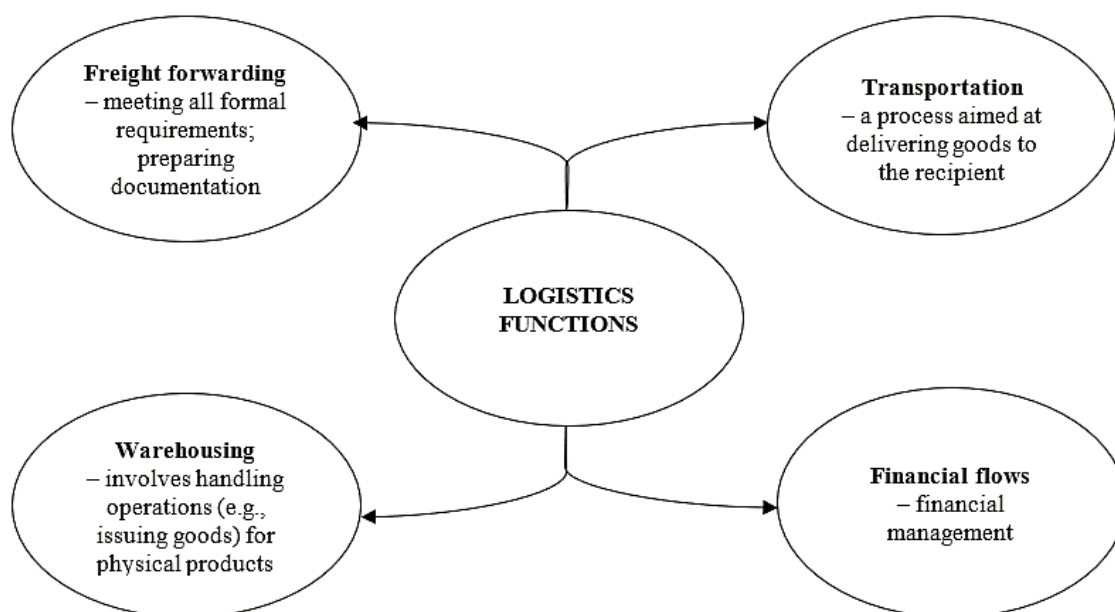 Freight forwarding
– meeting all formal
requirements;
preparing
documentation
Transportation
– a process aimed at
delivering goods to
the recipient
LOGISTICS
FUNCTIONS
Warehousing
– involves handling
operations (e.g.,
issuing goods) for
physical products
Financial flows
– financial
management